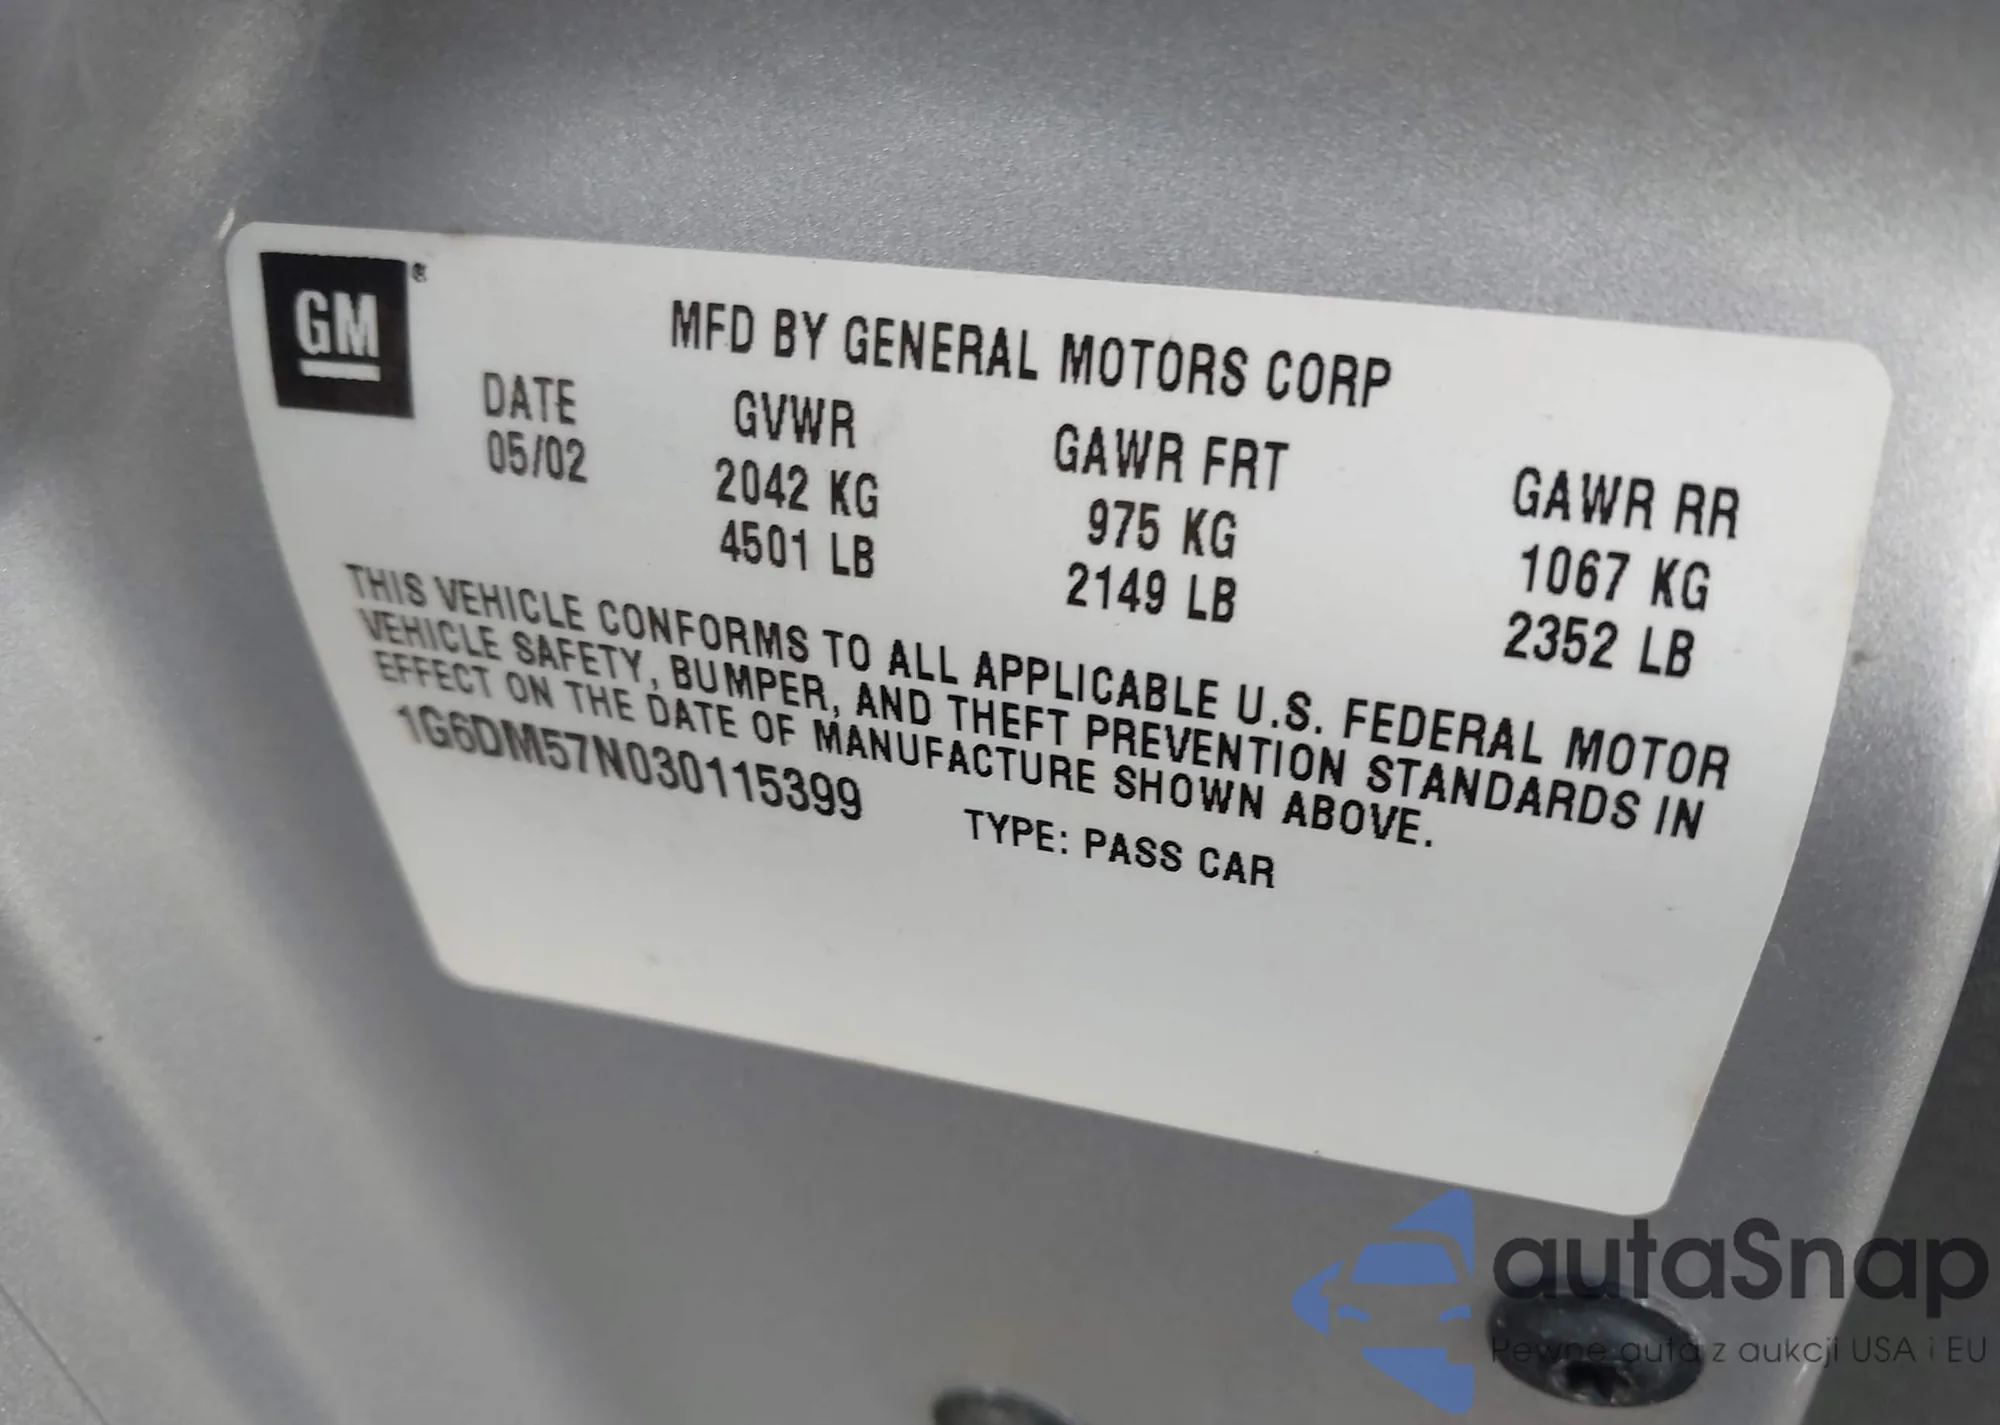 GM®
MFD BY GENERAL MOTORS CORP
DATE GVWR GAWR FRT GAWR RR
05/02 2042 KG 975 KG 1067 KG
4501 LB 2149 LB 2352 LB
THIS VEHICLE CONFORMS TO ALL APPLICABLE U.S. FEDERAL MOTOR
VEHICLE SAFETY, BUMPER, AND THEFT PREVENTION STANDARDS IN
EFFECT ON THE DATE OF MANUFACTURE SHOWN ABOVE.
1G6DM57N030115399 TYPE: PASS CAR
autaSnap
Pewne auta z aukcji USA i EU